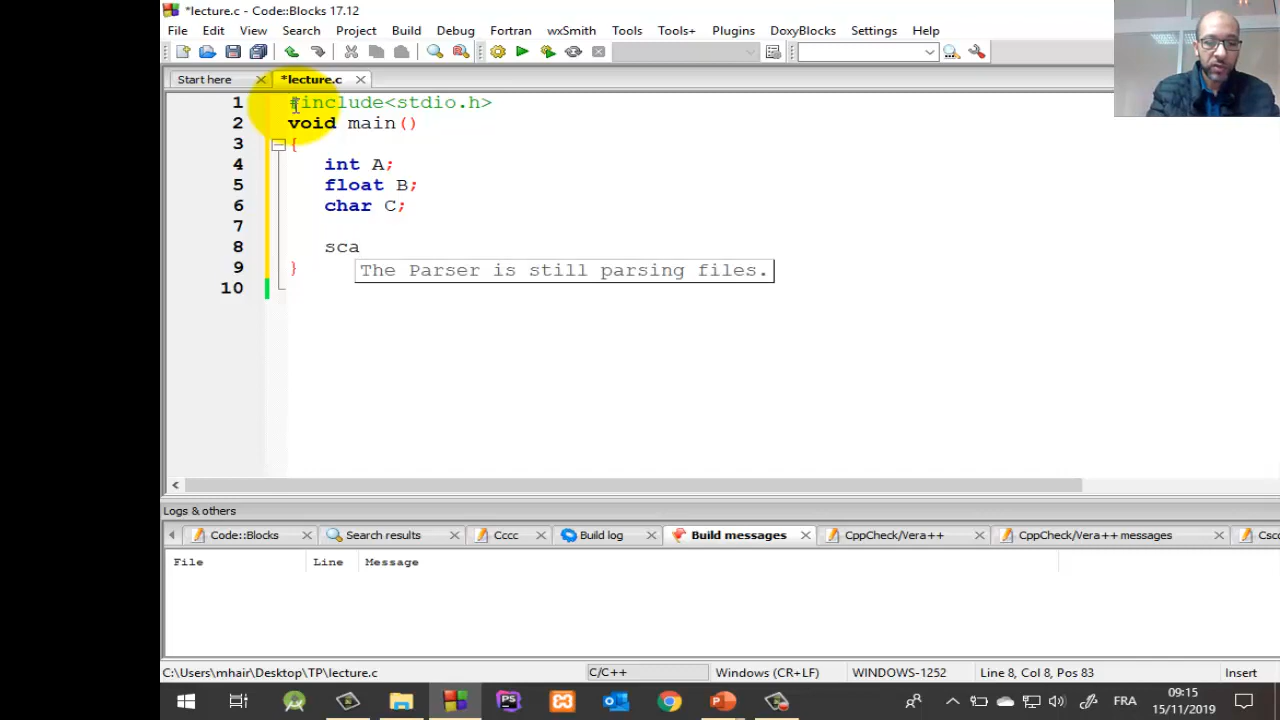 *lecture.c - Code::Blocks 17.12
File Edit View Search Project Build Debug Fortran wxSmith Tools Tools+ Plugins DoxyBlocks Settings Help
Start here *lecture.c
1 #include<stdio.h>
2 void main()
3 {
4 int A;
5 float B;
6 char C;
7
8 sca
9 }
The Parser is still parsing files.
10
Logs & others
Code::Blocks Search results Cccc Build log Build messages CppCheck/Vera++ CppCheck/Vera++ messages Csco
File Line Message
C:\Users\mhair\Desktop\TP\lecture.c C/C++ Windows (CR+LF) WINDOWS-1252 Line 8, Col 8, Pos 83 Insert
PS FRA 09:15
15/11/2019